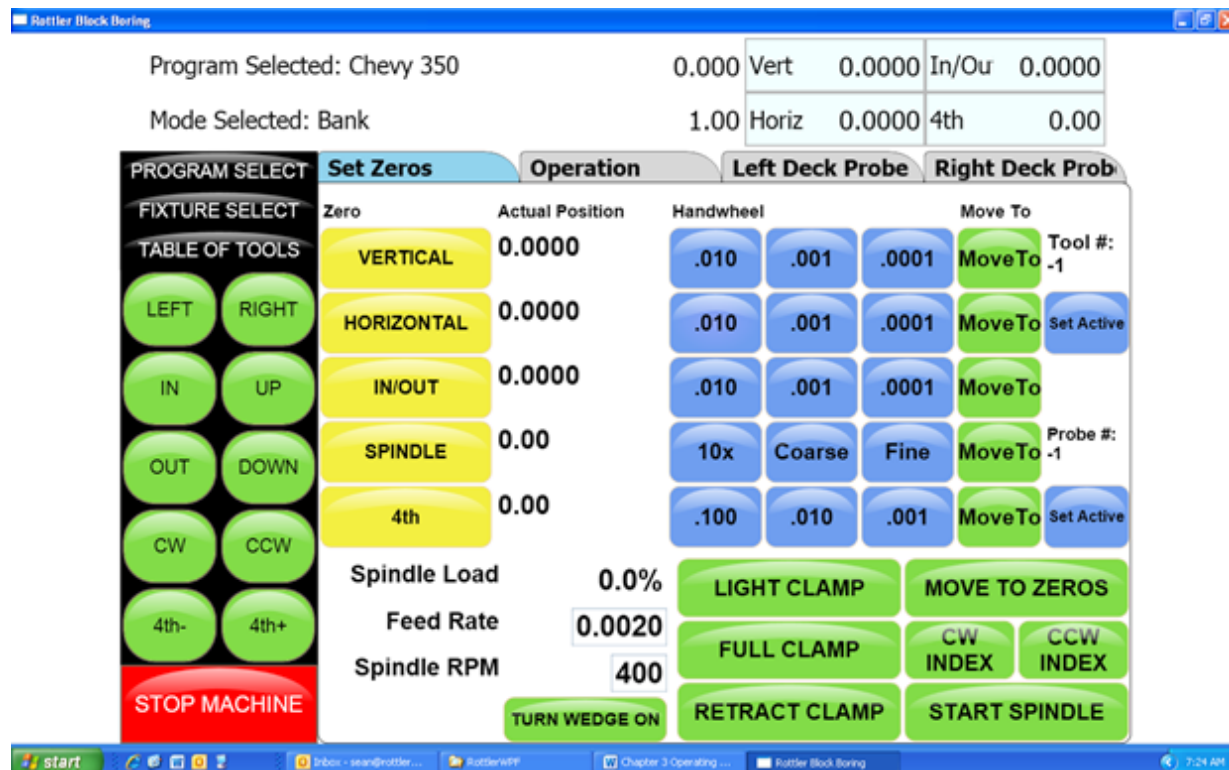 Rottler Block Boring
Program Selected: Chevy 350 0.000 Vert 0.0000 In/Ou 0.0000
Mode Selected: Bank 1.00 Horiz 0.0000 4th 0.00
PROGRAM SELECT
FIXTURE SELECT
TABLE OF TOOLS
LEFT RIGHT
IN UP
OUT DOWN
CW CCW
4th- 4th+
STOP MACHINE
Set Zeros Operation Left Deck Probe Right Deck Prob
Zero Actual Position Handwheel Move To
VERTICAL 0.0000 .010 .001 .0001 MoveTo Tool #: -1
HORIZONTAL 0.0000 .010 .001 .0001 MoveTo Set Active
IN/OUT 0.0000 .010 .001 .0001 MoveTo
SPINDLE 0.00 10x Coarse Fine MoveTo Probe #: -1
4th 0.00 .100 .010 .001 MoveTo Set Active
Spindle Load 0.0%
Feed Rate 0.0020
Spindle RPM 400
TURN WEDGE ON
LIGHT CLAMP MOVE TO ZEROS
FULL CLAMP CW INDEX CCW INDEX
RETRACT CLAMP START SPINDLE
start Inbox - sean@rottler... RottlerWPF Chapter 3 Operating ... Rottler Block Boring 7:24 AM